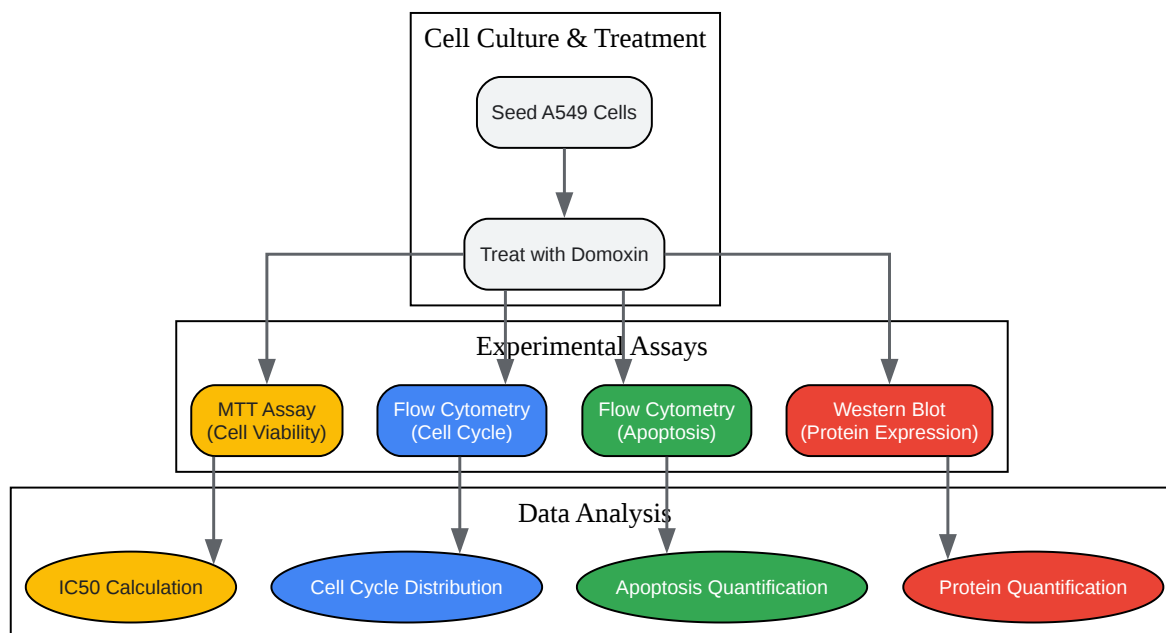 Cell Culture & Treatment
Seed A549 Cells
Treat with Domoxin
Experimental Assays
MTT Assay
(Cell Viability)
Flow Cytometry
(Cell Cycle)
Flow Cytometry
(Apoptosis)
Western Blot
(Protein Expression)
Data Analysis
IC50 Calculation
Cell Cycle Distribution
Apoptosis Quantification
Protein Quantification